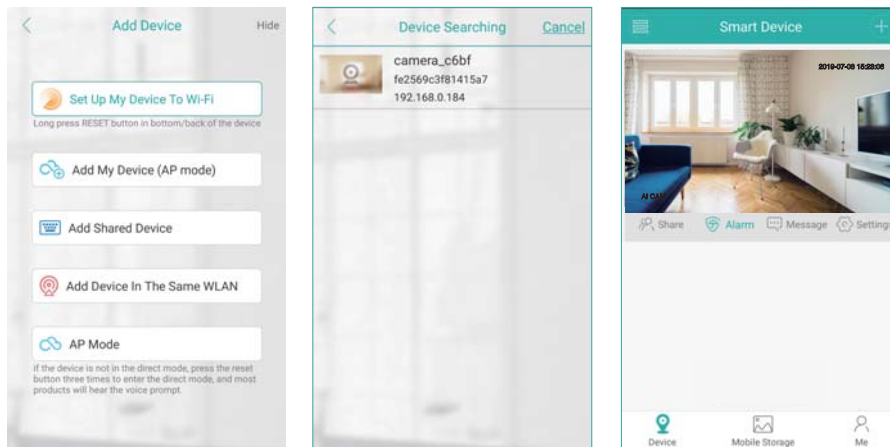 Add Device
Hide
Set Up My Device To Wi-Fi
Long press RESET button in bottom/back of the device
Add My Device (AP mode)
Add Shared Device
Add Device In The Same WLAN
AP Mode
if the device is not in the direct mode, press the reset
button three times to enter the direct mode, and most
products will hear the voice prompt.
Device Searching
Cancel
camera_c6bf
fe2569c3f81415a7
192.168.0.184
Smart Device
2019-07-08 16:28:08
AI CAM
Share
Alarm
Message
Setting
Device
Mobile Storage
Me